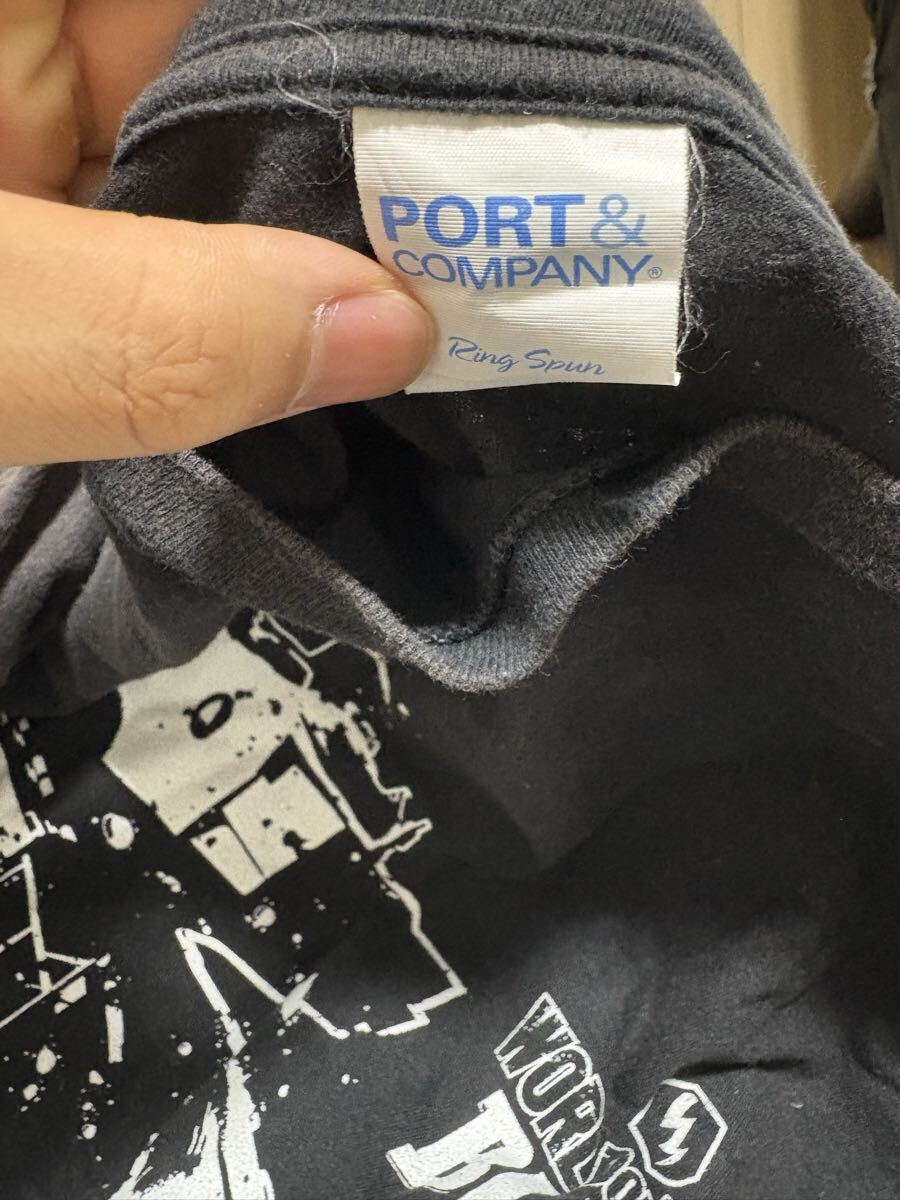 PORT &
COMPANY®
Ring Spun